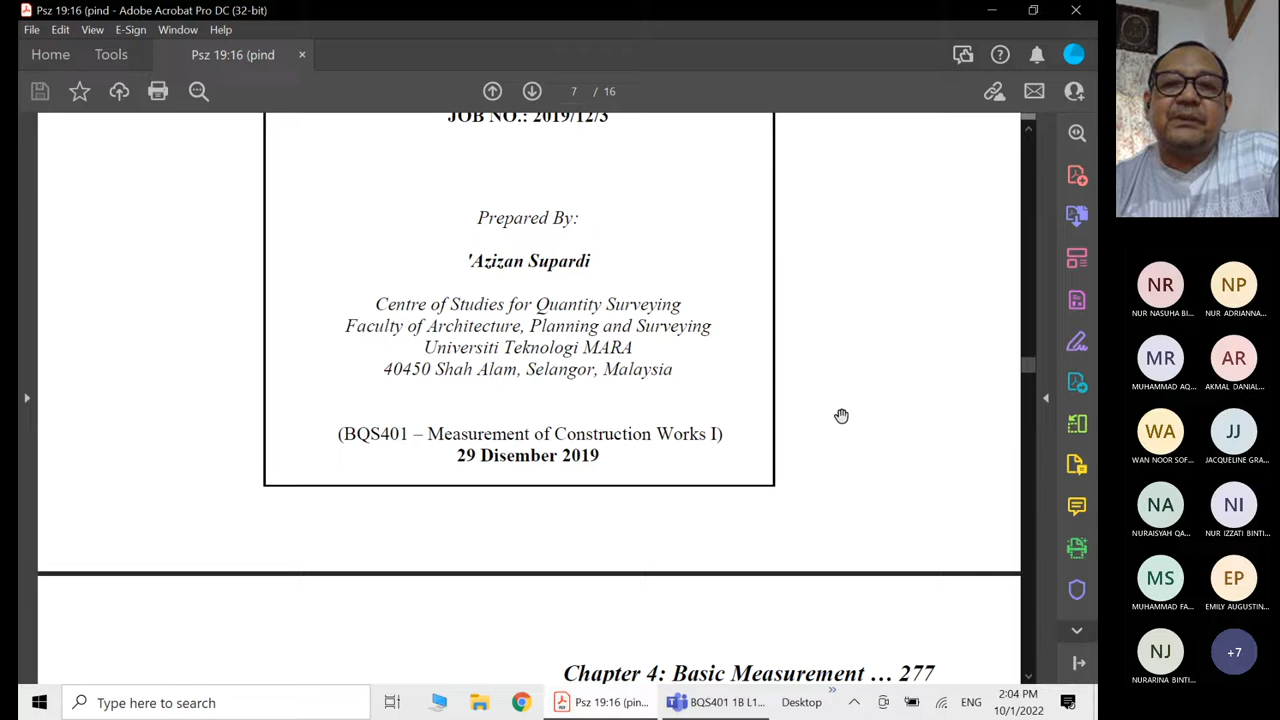 Psz 19:16 (pind - Adobe Acrobat Pro DC (32-bit)
File Edit View E-Sign Window Help
Home Tools Psz 19:16 (pind ×
7 / 16
JOB NO.: 2019/12/3
Prepared By:
'Azizan Supardi
Centre of Studies for Quantity Surveying
Faculty of Architecture, Planning and Surveying
Universiti Teknologi MARA
40450 Shah Alam, Selangor, Malaysia
(BQS401 – Measurement of Construction Works I)
29 Disember 2019
Chapter 4: Basic Measurement … 277
NR NP
NUR NASUHA BI... NUR ADRIANNA...
MR AR
MUHAMMAD AQ... AKMAL DANIAL...
WA JJ
WAN NOOR SOF... JACQUELINE GRA...
NA NI
NURAISYAH QA... NUR IZZATI BINTI...
MS EP
MUHAMMAD FA... EMILY AUGUSTIN...
NJ +7
NURARINA BINTI...
Type here to search
Psz 19:16 (pin...
BQS401 1B L1...
Desktop
ENG
2:04 PM
10/1/2022